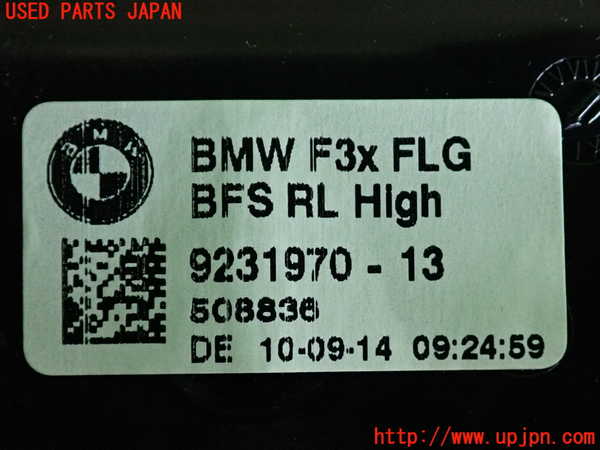 USED PARTS JAPAN
BMW
BMW F3x FLG
BFS RL High
9231970 - 13
508836
DE 10-09-14 09:24:59
http://www.upjpn.com/